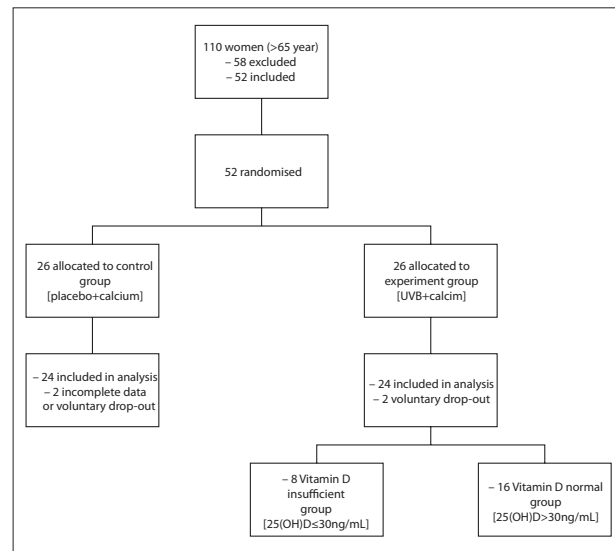 110 women (>65 year)
– 58 excluded
– 52 included
52 randomised
26 allocated to control
group
[placebo+calcium]
26 allocated to
experiment group
[UVB+calcim]
– 24 included in analysis
– 2 incomplete data
or voluntary drop-out
– 24 included in analysis
– 2 voluntary drop-out
– 8 Vitamin D
insufficient
group
[25(OH)D≤30ng/mL]
– 16 Vitamin D normal
group
[25(OH)D>30ng/mL]